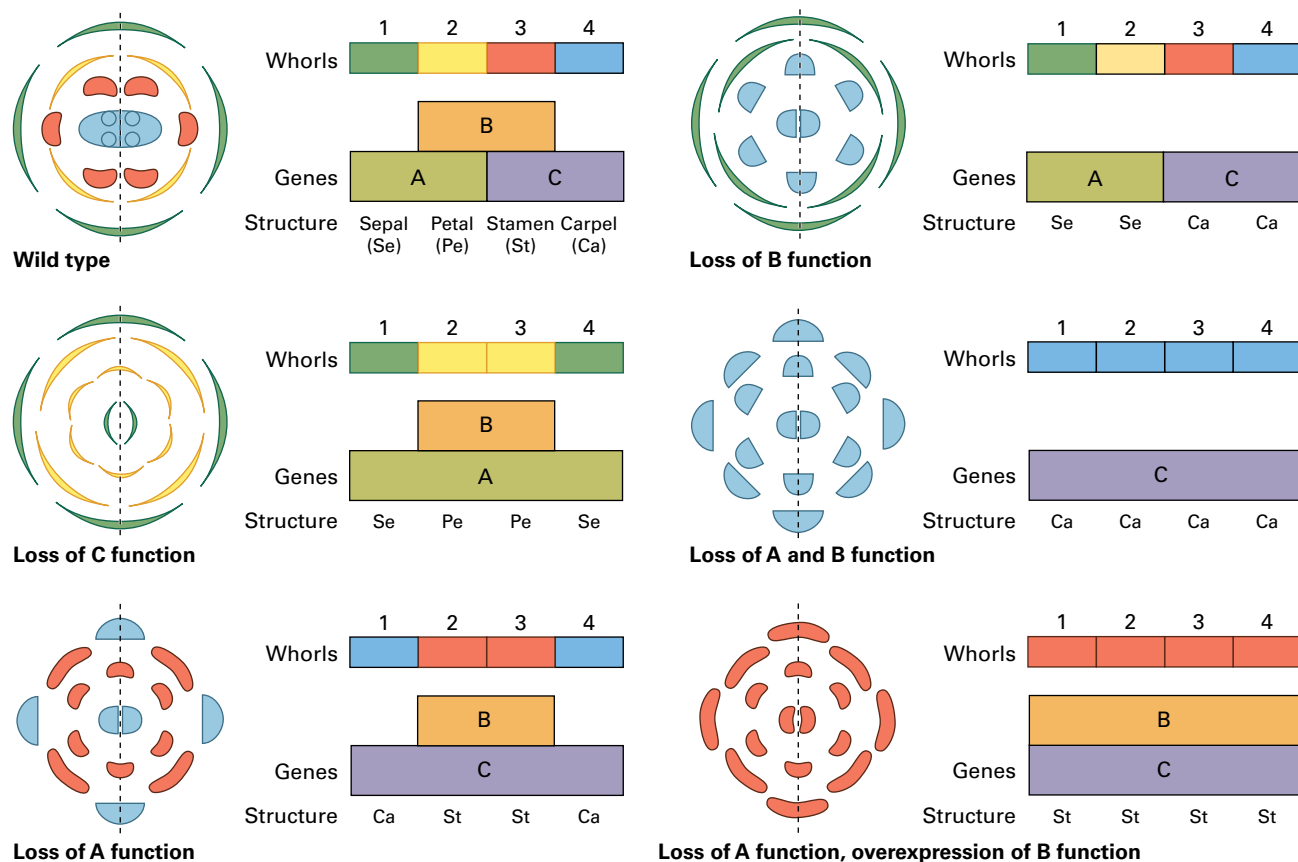 1 2 3 4
Whorls
B
A C
Genes
Structure Sepal Petal Stamen Carpel
(Se) (Pe) (St) (Ca)
Wild type
1 2 3 4
Whorls
A C
Genes
Structure Se Se Ca Ca
Loss of B function
1 2 3 4
Whorls
B
A
Genes
Structure Se Pe Pe Se
Loss of C function
1 2 3 4
Whorls
C
Genes
Structure Ca Ca Ca Ca
Loss of A and B function
1 2 3 4
Whorls
B
C
Genes
Structure Ca St St Ca
Loss of A function
1 2 3 4
Whorls
B
C
Genes
Structure St St St St
Loss of A function, overexpression of B function